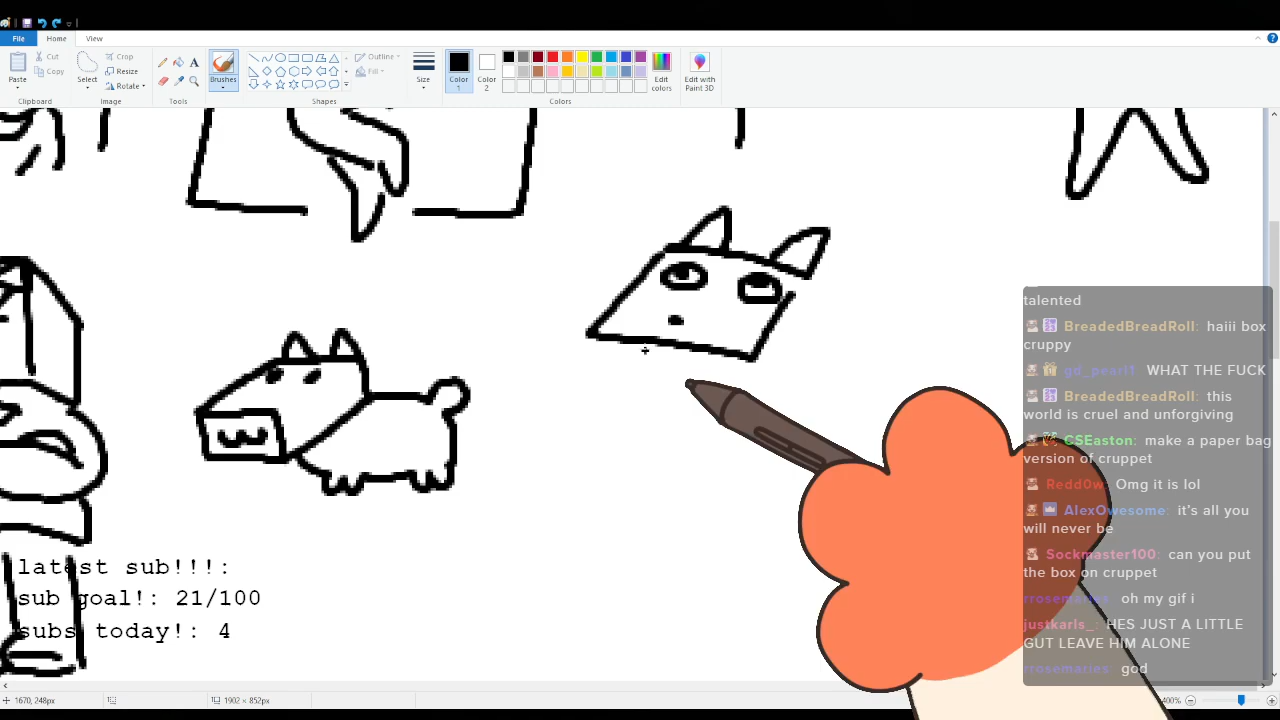 File
Home
View
Paste
Cut
Copy
Clipboard
Select
Crop
Resize
Rotate
Image
Tools
Brushes
Shapes
Outline
Fill
Size
Color
1
Color
2
Edit
colors
Colors
Edit with
Paint 3D
talented
BreadedBreadRoll: haiii box
cruppy
gd_pearl1 WHAT THE FUCK
BreadedBreadRoll: this
world is cruel and unforgiving
CSEaston: make a paper bag
version of cruppet
Redd0w: Omg it is lol
AlexOwesome: it's all you
will never be
Sockmaster100: can you put
the box on cruppet
rrosemaries oh my gif i
justkarls_: HES JUST A LITTLE
GUT LEAVE HIM ALONE
rrosemaries god
latest sub!!!:
sub goal!: 21/100
subs today!: 4
1670, 248px
1902 × 852px
400%